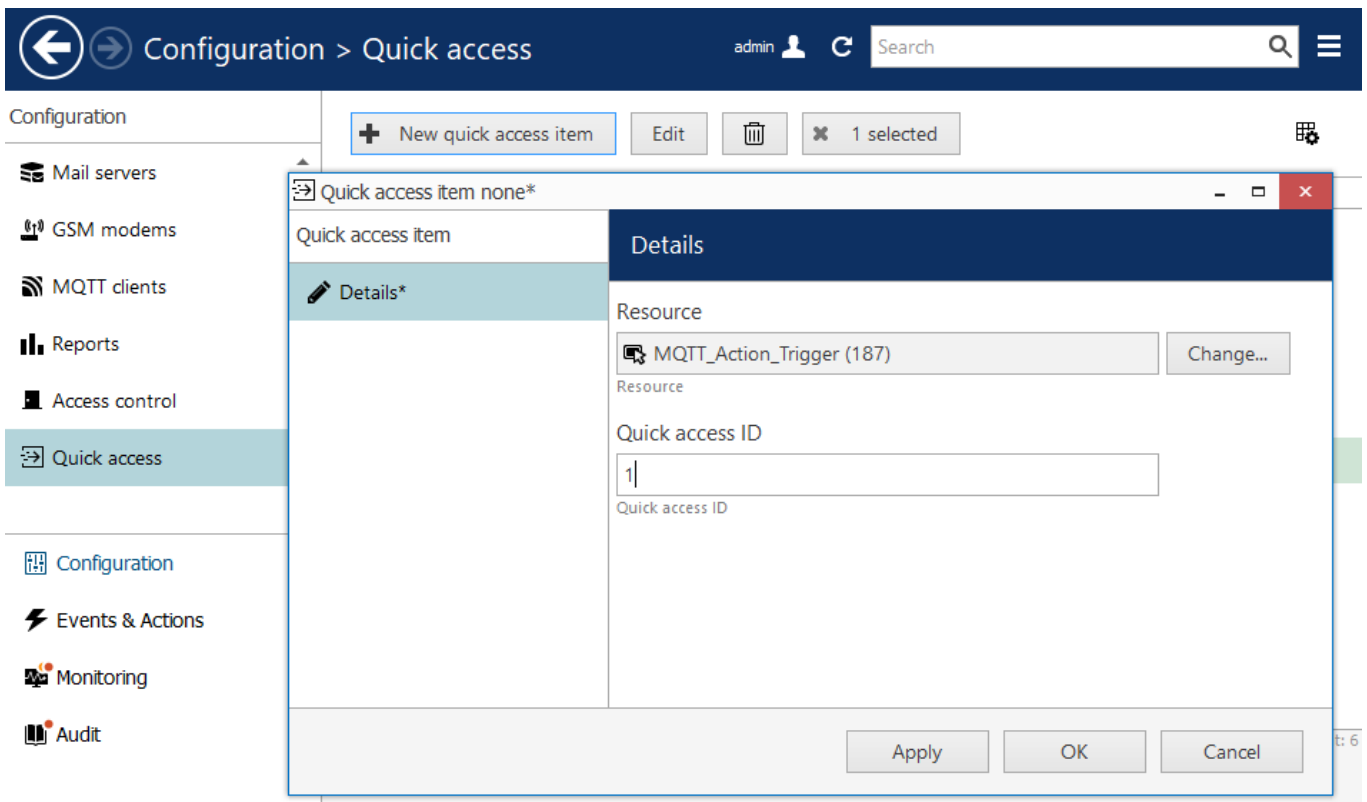 Configuration > Quick access
admin
Search
Configuration
Mail servers
GSM modems
MQTT clients
Reports
Access control
Quick access
Configuration
Events & Actions
Monitoring
Audit
New quick access item
Edit
1 selected
Quick access item none*
Quick access item
Details*
Details
Resource
MQTT_Action_Trigger (187)
Change...
Resource
Quick access ID
1
Quick access ID
Apply
OK
Cancel
t: 6